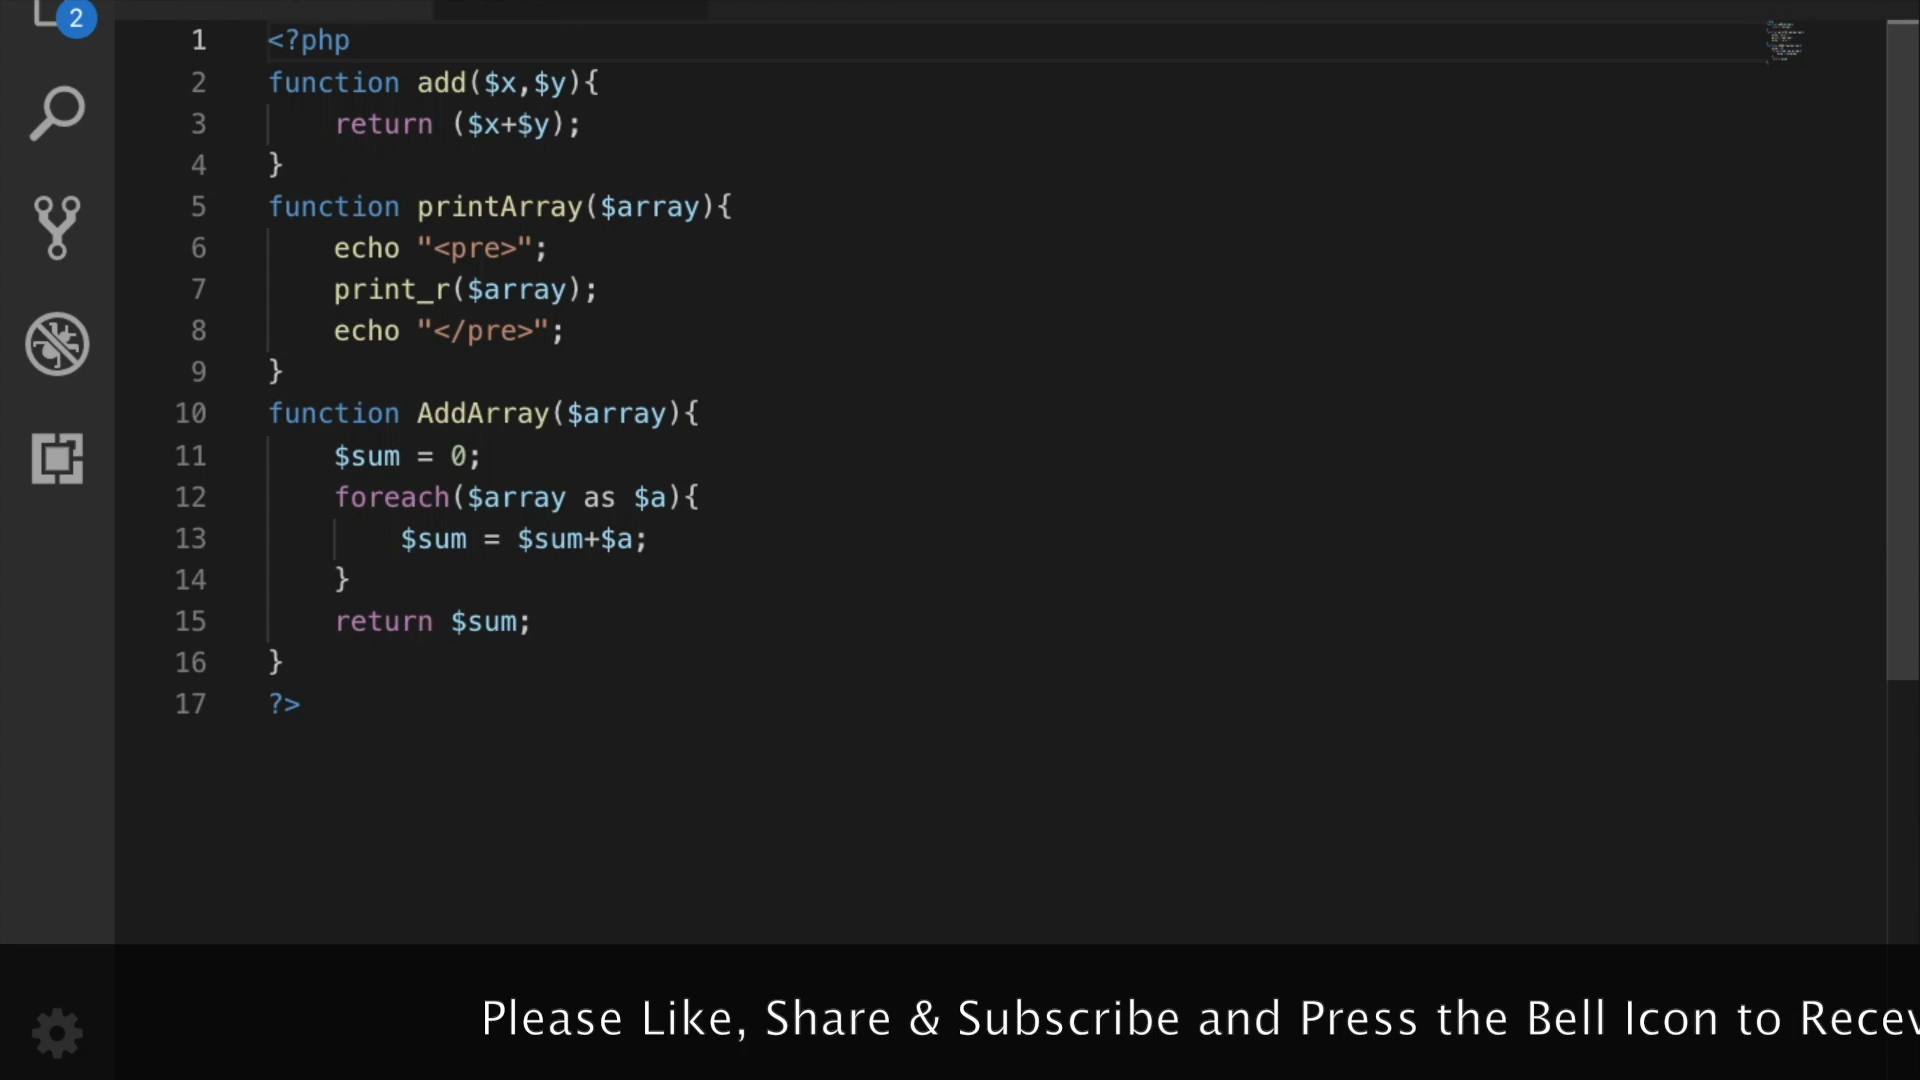 2
1 <?php
2 function add($x,$y){
3 return ($x+$y);
4 }
5 function printArray($array){
6 echo "<pre>";
7 print_r($array);
8 echo "</pre>";
9 }
10 function AddArray($array){
11 $sum = 0;
12 foreach($array as $a){
13 $sum = $sum+$a;
14 }
15 return $sum;
16 }
17 ?>
Please Like, Share & Subscribe and Press the Bell Icon to Recev